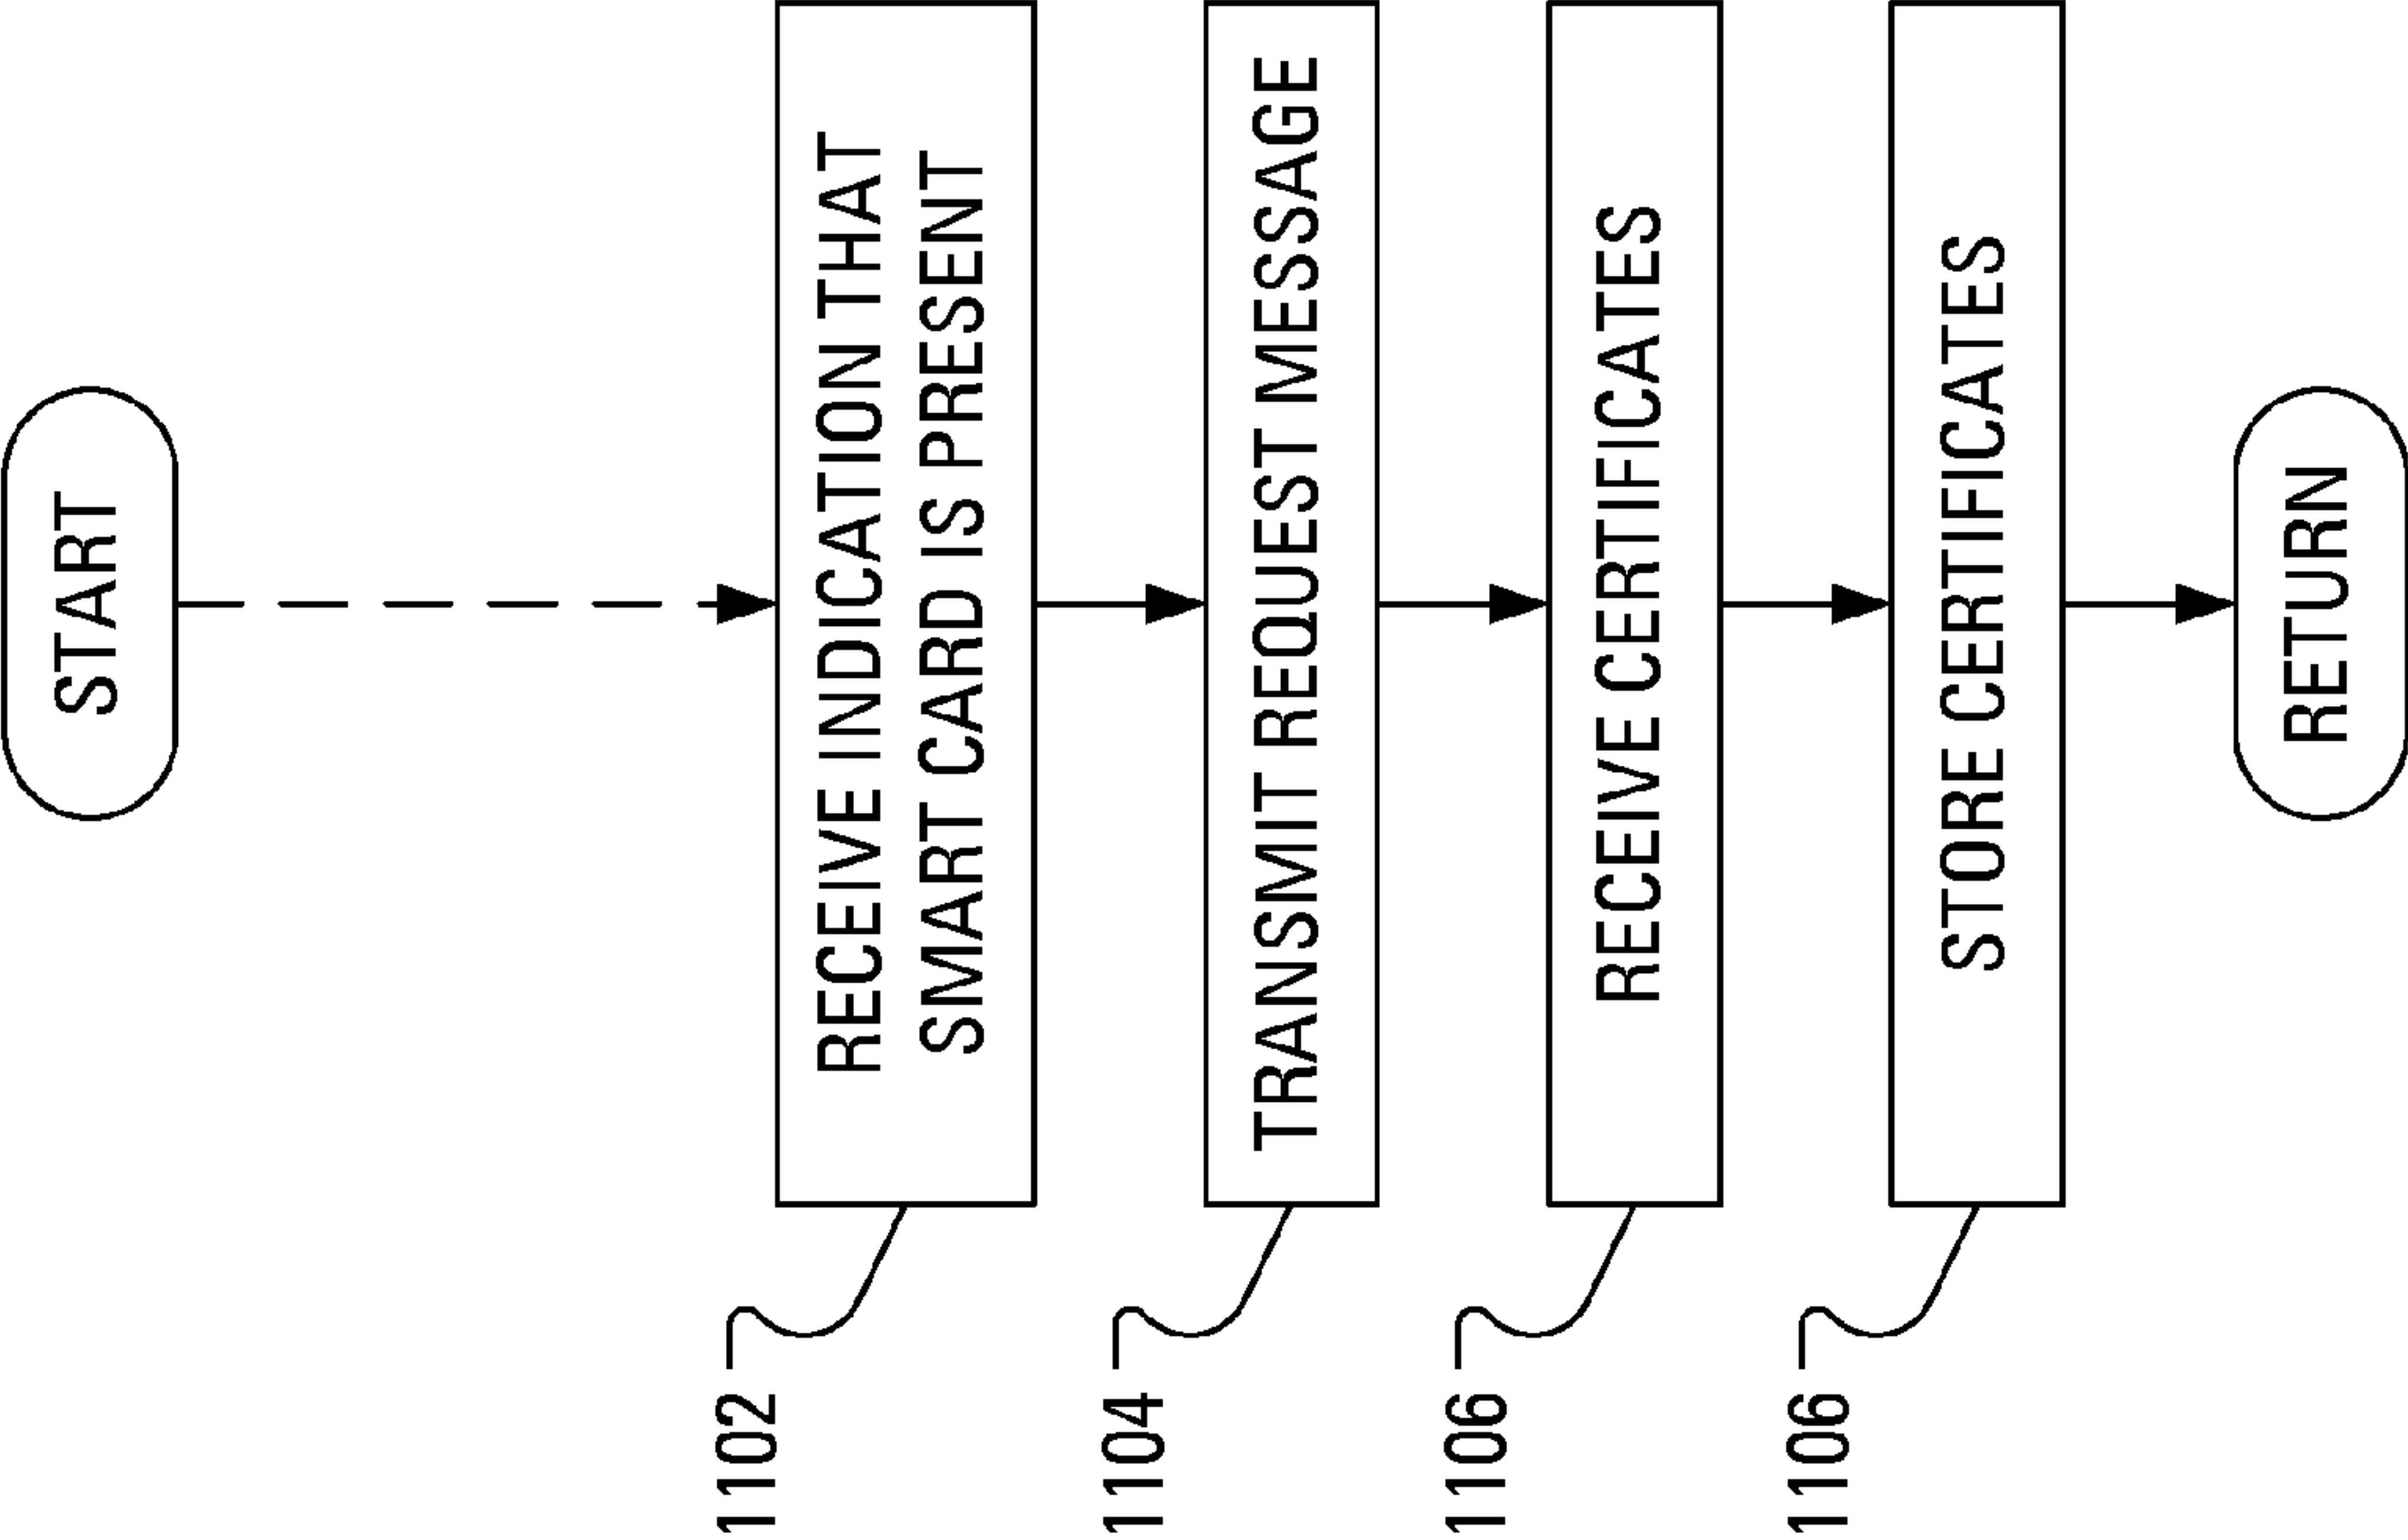 START
RECEIVE INDICATION THAT
SMART CARD IS PRESENT
1102
TRANSMIT REQUEST MESSAGE
1104
RECEIVE CERTIFICATES
1106
STORE CERTIFICATES
1106
RETURN